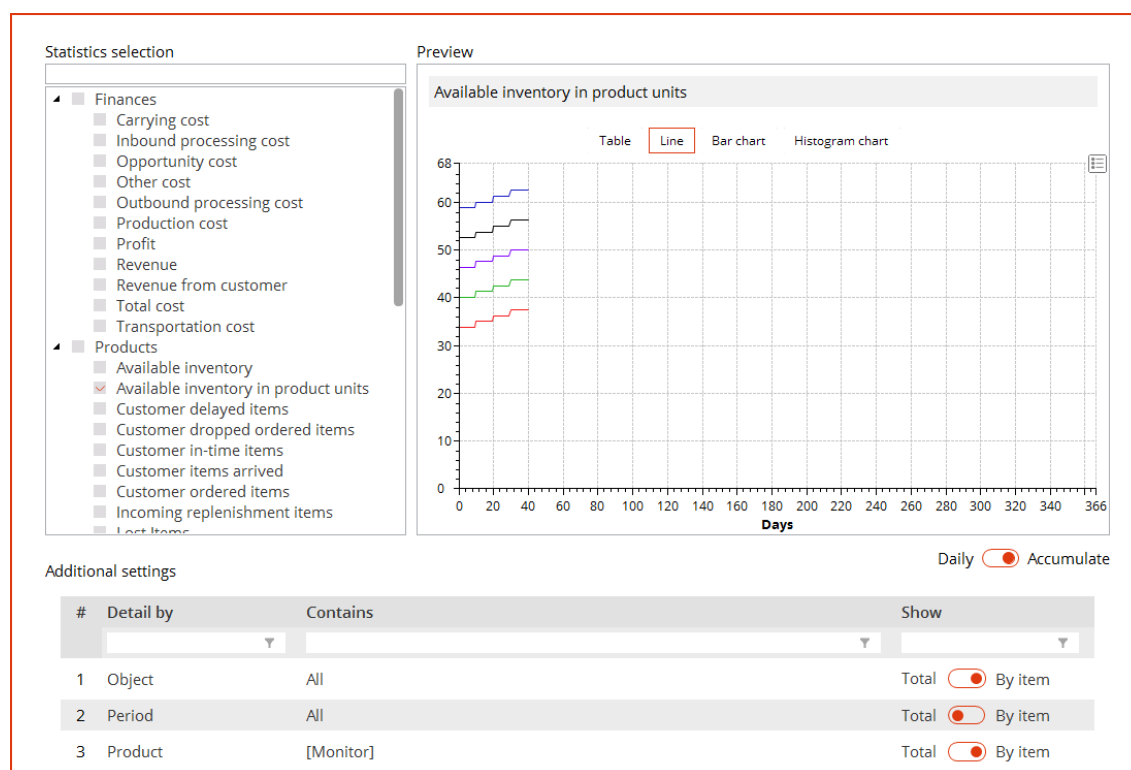 Statistics selection
Preview
Finances
Carrying cost
Inbound processing cost
Opportunity cost
Other cost
Outbound processing cost
Production cost
Profit
Revenue
Revenue from customer
Total cost
Transportation cost
Products
Available inventory
Available inventory in product units
Customer delayed items
Customer dropped ordered items
Customer in-time items
Customer items arrived
Customer ordered items
Incoming replenishment items
Lost Items
Available inventory in product units
Table Line Bar chart Histogram chart
68
60
50
40
30
20
10
0
0 20 40 60 80 100 120 140 160 180 200 220 240 260 280 300 320 340 366
Days
Daily Accumulate
Additional settings
# Detail by Contains Show
1 Object All Total By item
2 Period All Total By item
3 Product [Monitor] Total By item